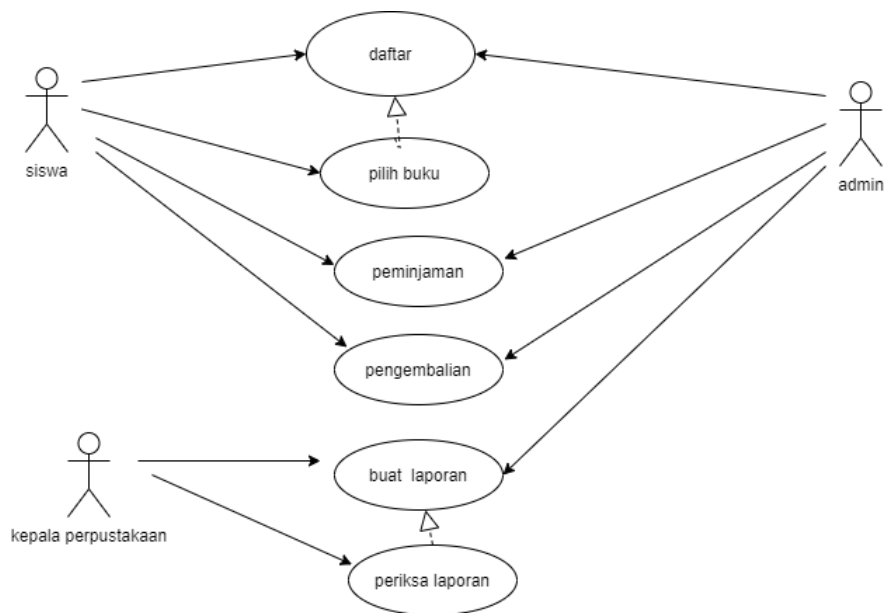 daftar
siswa
pilih buku
admin
peminjaman
pengembalian
buat laporan
kepala perpustakaan
periksa laporan